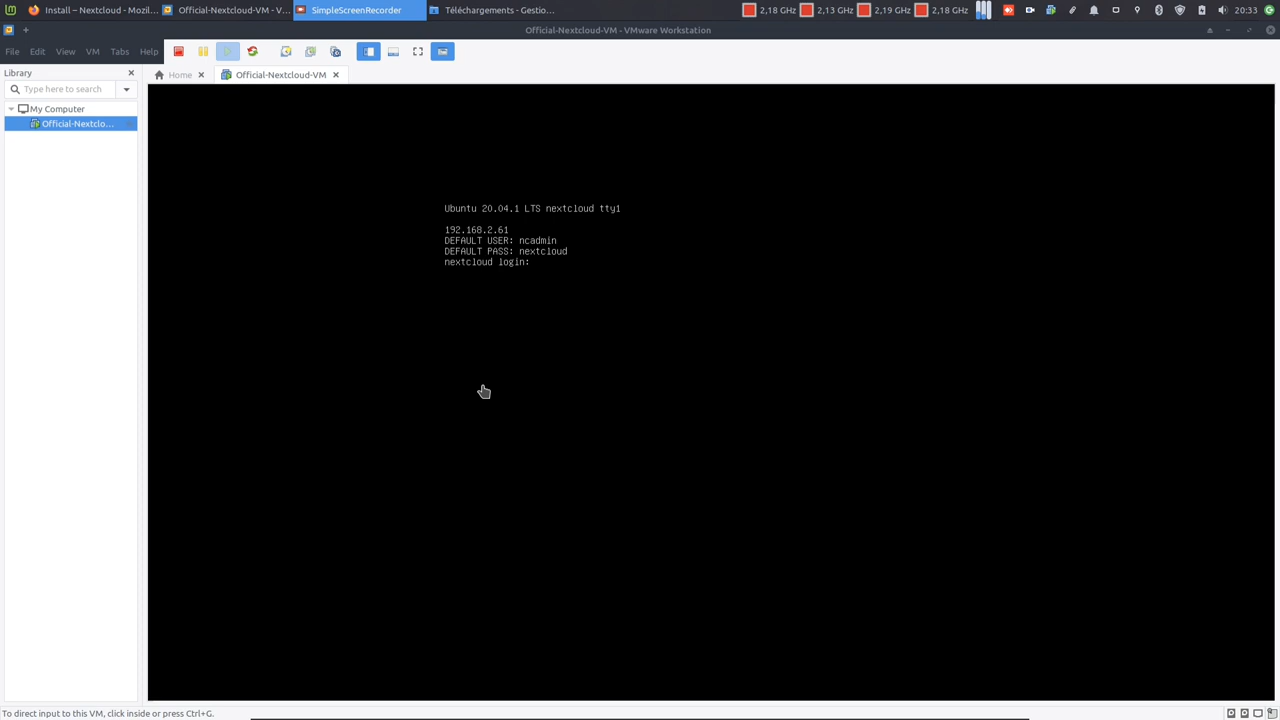 Install – Nextcloud - Mozil...
Official-Nextcloud-VM - V...
SimpleScreenRecorder
Téléchargements - Gestio...
2,18 GHz
2,13 GHz
2,19 GHz
2,18 GHz
20:33
Official-Nextcloud-VM - VMware Workstation
File Edit View VM Tabs Help
Library
Home
Official-Nextcloud-VM
Type here to search
My Computer
Official-Nextclo...
Ubuntu 20.04.1 LTS nextcloud tty1
192.168.2.61
DEFAULT USER: ncadmin
DEFAULT PASS: nextcloud
nextcloud login:
To direct input to this VM, click inside or press Ctrl+G.